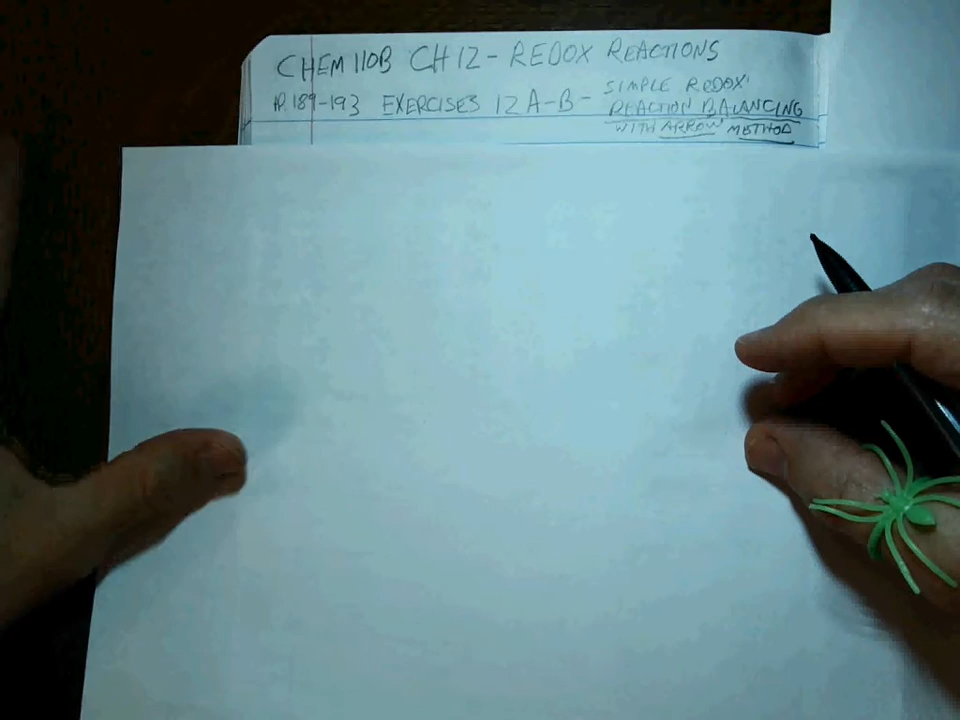 CHEM 110B CH 12 - REDOX REACTIONS
P. 189-193 EXERCISES 12 A-B - SIMPLE REDOX
REACTION BALANCING
WITH ARROW METHOD